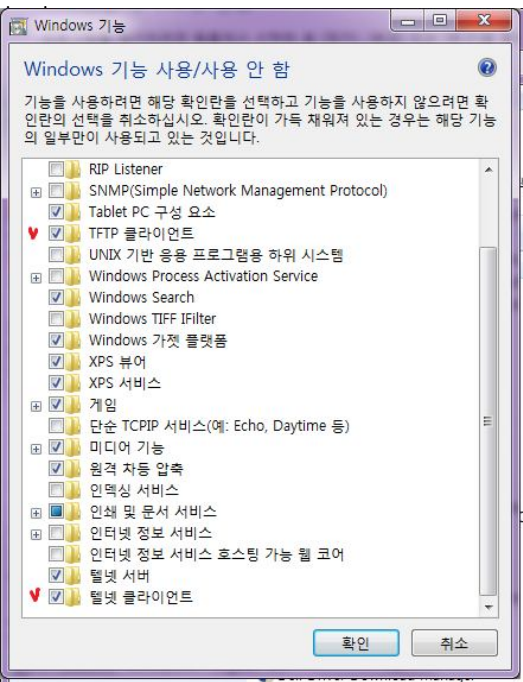 Windows 기능
Windows 기능 사용/사용 안 함
기능을 사용하려면 해당 확인란을 선택하고 기능을 사용하지 않으려면 확
인란의 선택을 취소하십시오. 확인란이 가득 채워져 있는 경우는 해당 기능
의 일부만이 사용되고 있는 것입니다.
RIP Listener
SNMP(Simple Network Management Protocol)
Tablet PC 구성 요소
TFTP 클라이언트
UNIX 기반 응용 프로그램용 하위 시스템
Windows Process Activation Service
Windows Search
Windows TIFF IFilter
Windows 가젯 플랫폼
XPS 뷰어
XPS 서비스
게임
단순 TCPIP 서비스(예: Echo, Daytime 등)
미디어 기능
원격 차등 압축
인덱싱 서비스
인쇄 및 문서 서비스
인터넷 정보 서비스
인터넷 정보 서비스 호스팅 가능 웹 코어
텔넷 서버
텔넷 클라이언트
확인
취소